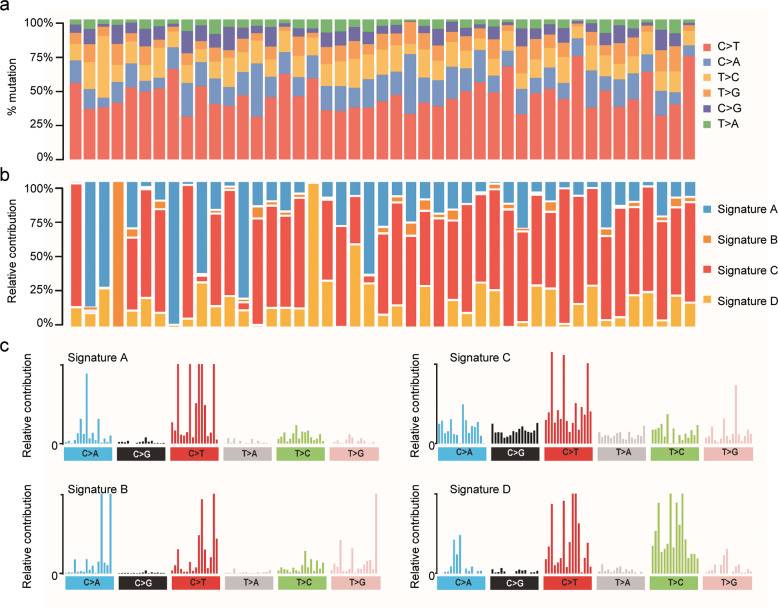 a
100%
75%
50%
25%
0%
% mutation
C>T
C>A
T>C
T>G
C>G
T>A
b
100%
75%
50%
25%
0%
Relative contribution
Signature A
Signature B
Signature C
Signature D
c
Signature A
Relative contribution
0
C>A C>G C>T T>A T>C T>G
Signature C
Relative contribution
0
C>A C>G C>T T>A T>C T>G
Signature B
Relative contribution
0
C>A C>G C>T T>A T>C T>G
Signature D
Relative contribution
0
C>A C>G C>T T>A T>C T>G